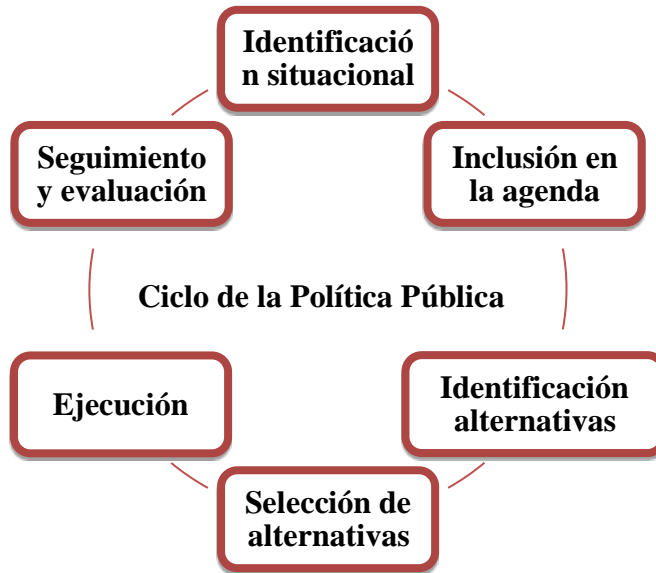 Identificació
n situacional
Inclusión en
la agenda
Identificación
alternativas
Selección de
alternativas
Ejecución
Seguimiento
y evaluación
Ciclo de la Política Pública